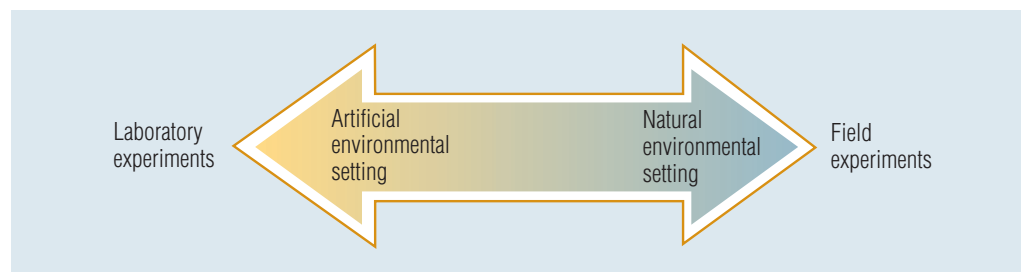 Laboratory
experiments
Artificial
environmental
setting
Natural
environmental
setting
Field
experiments